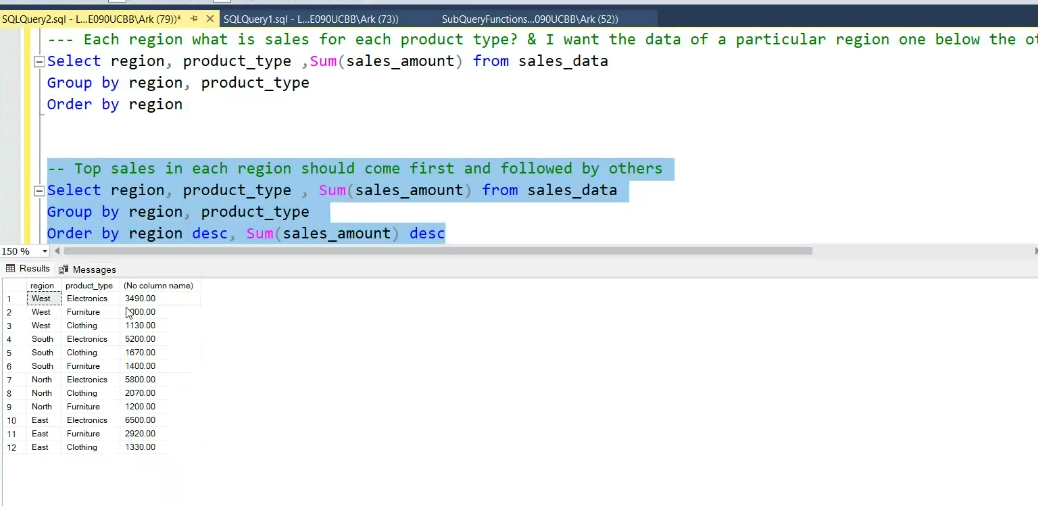 SQLQuery2.sql - L...E090UCBB\Ark (79))* SQLQuery1.sql - L...E090UCBB\Ark (73)) SubQueryFunctions...090UCBB\Ark (52))
--- Each region what is sales for each product type? & I want the data of a particular region one below the
Select region, product_type ,Sum(sales_amount) from sales_data
Group by region, product_type
Order by region
-- Top sales in each region should come first and followed by others
Select region, product_type , Sum(sales_amount) from sales_data
Group by region, product_type
Order by region desc, Sum(sales_amount) desc
150 %
Results Messages
region product_type (No column name)
1 West Electronics 3490.00
2 West Furniture
3 West Clothing 1130.00
4 South Electronics 5200.00
5 South Clothing 1670.00
6 South Furniture 1400.00
7 North Electronics 5800.00
8 North Clothing 2070.00
9 North Furniture 1200.00
10 East Electronics 6500.00
11 East Furniture 2920.00
12 East Clothing 1330.00